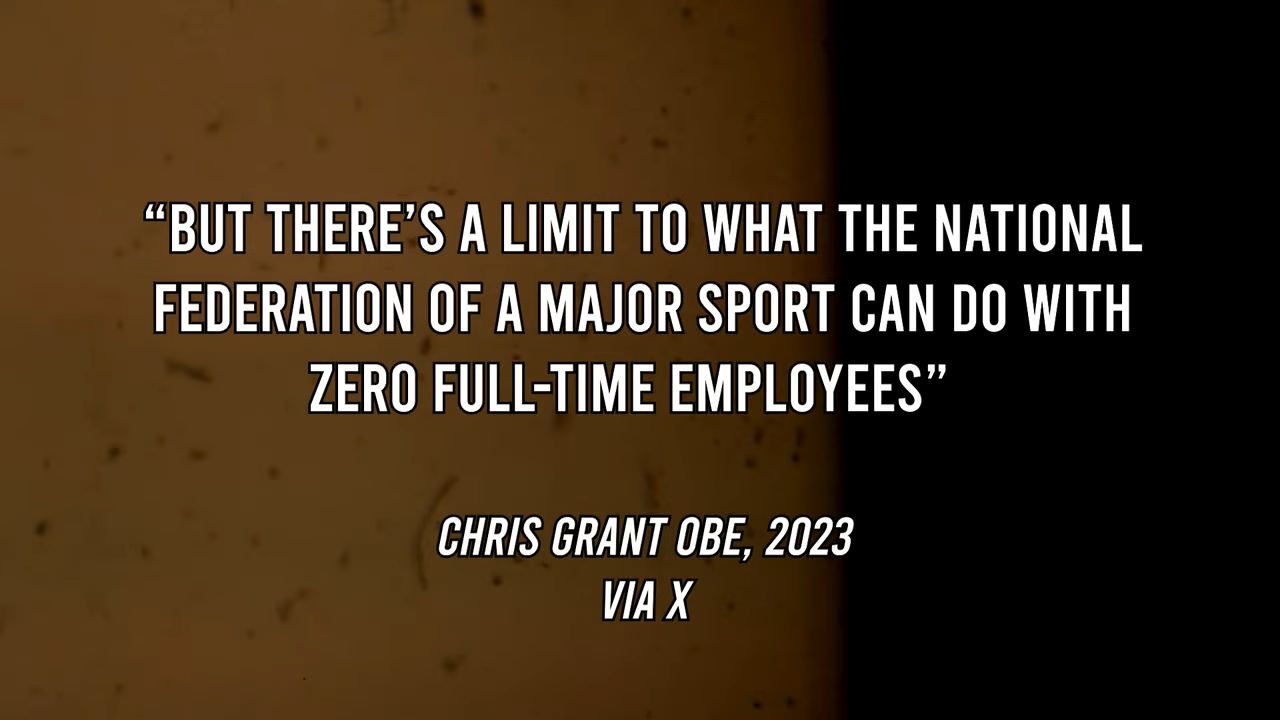 “BUT THERE’S A LIMIT TO WHAT THE NATIONAL
FEDERATION OF A MAJOR SPORT CAN DO WITH
ZERO FULL-TIME EMPLOYEES”
CHRIS GRANT OBE, 2023
VIA X